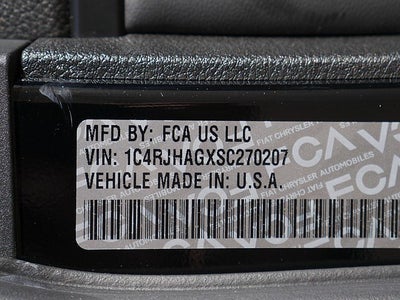 MFD BY: FCA US LLC
VIN: 1C4RJHAGXSC270207
VEHICLE MADE IN: U.S.A.